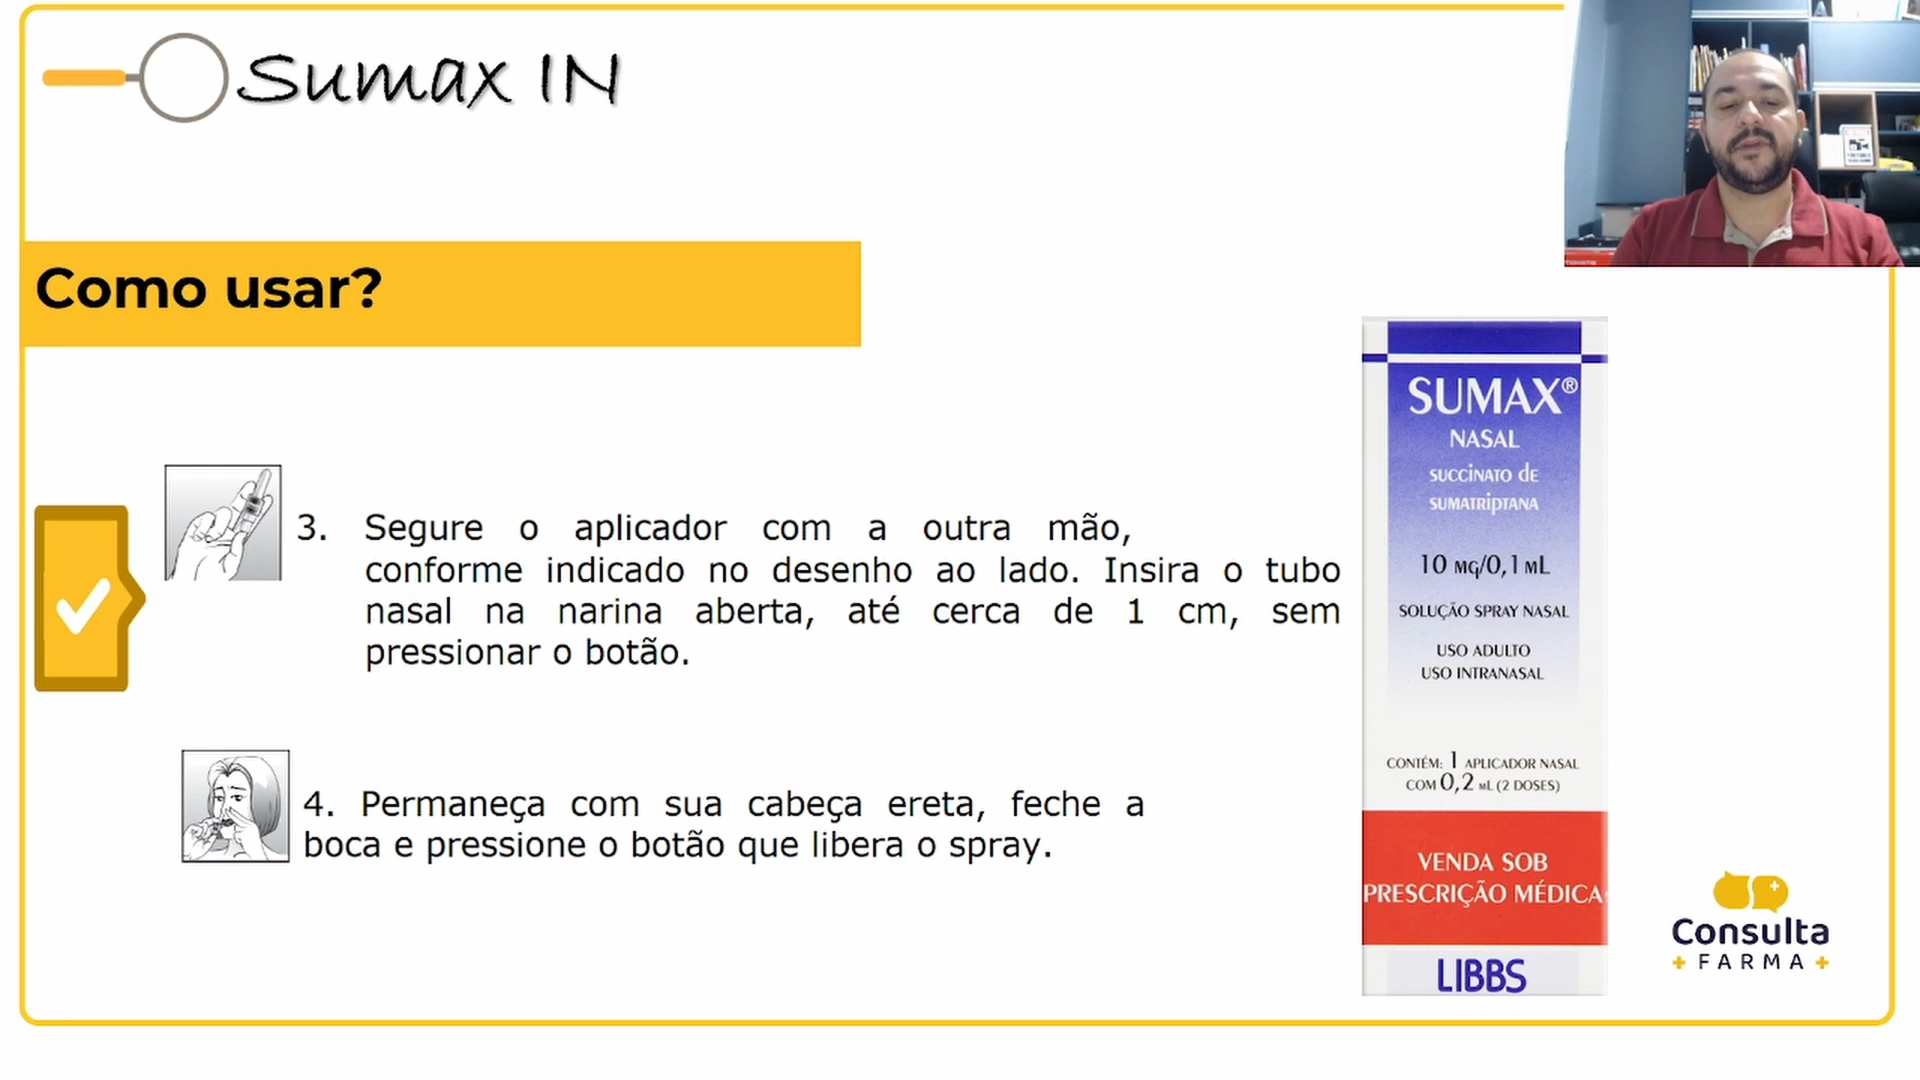 Sumax IN
Como usar?
3. Segure o aplicador com a outra mão,
conforme indicado no desenho ao lado. Insira o tubo
nasal na narina aberta, até cerca de 1 cm, sem
pressionar o botão.
4. Permaneça com sua cabeça ereta, feche a
boca e pressione o botão que libera o spray.
SUMAX®
NASAL
succinato de
sumatriptana
10 mg/0,1 mL
SOLUÇÃO SPRAY NASAL
USO ADULTO
USO INTRANASAL
CONTÉM: 1 APLICADOR NASAL
COM 0,2 mL (2 DOSES)
VENDA SOB
PRESCRIÇÃO MÉDICA
LIBBS
Consulta
+ FARMA +